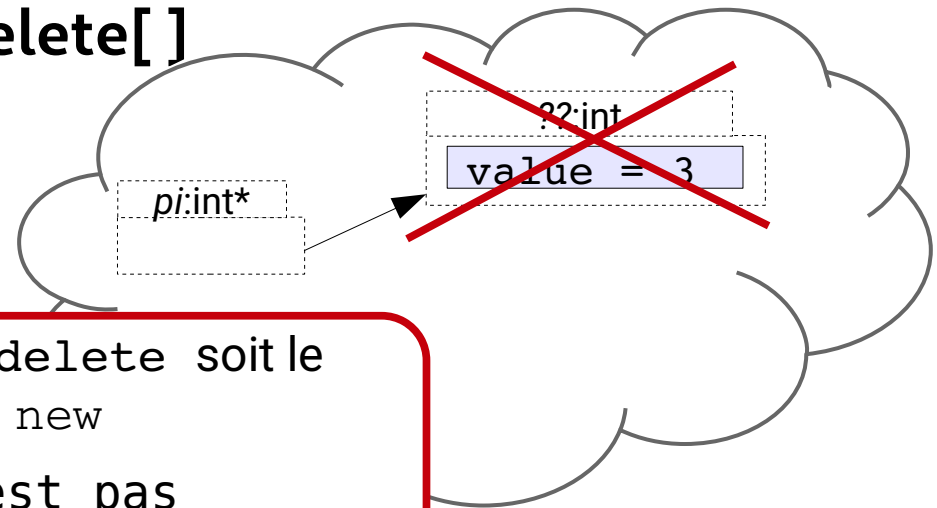 elete[ ]
??:int
value = 3
pi:int*
delete soit le
new
est pas